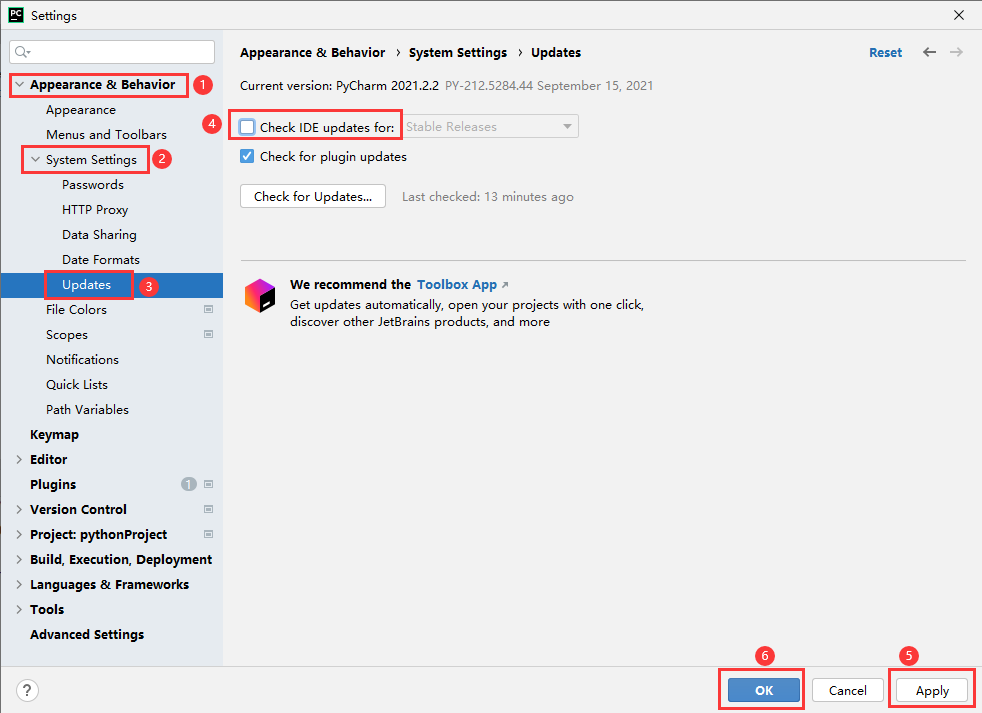 PC Settings
Appearance & Behavior 1
Appearance
Menus and Toolbars
System Settings 2
Passwords
HTTP Proxy
Data Sharing
Date Formats
Updates 3
File Colors
Scopes
Notifications
Quick Lists
Path Variables
Keymap
Editor
Plugins 1
Version Control
Project: pythonProject
Build, Execution, Deployment
Languages & Frameworks
Tools
Advanced Settings
Appearance & Behavior › System Settings › Updates Reset
Current version: PyCharm 2021.2.2 PY-212.5284.44 September 15, 2021
4 Check IDE updates for: Stable Releases
Check for plugin updates
Check for Updates... Last checked: 13 minutes ago
We recommend the Toolbox App ↗
Get updates automatically, open your projects with one click,
discover other JetBrains products, and more
6 5
? OK Cancel Apply